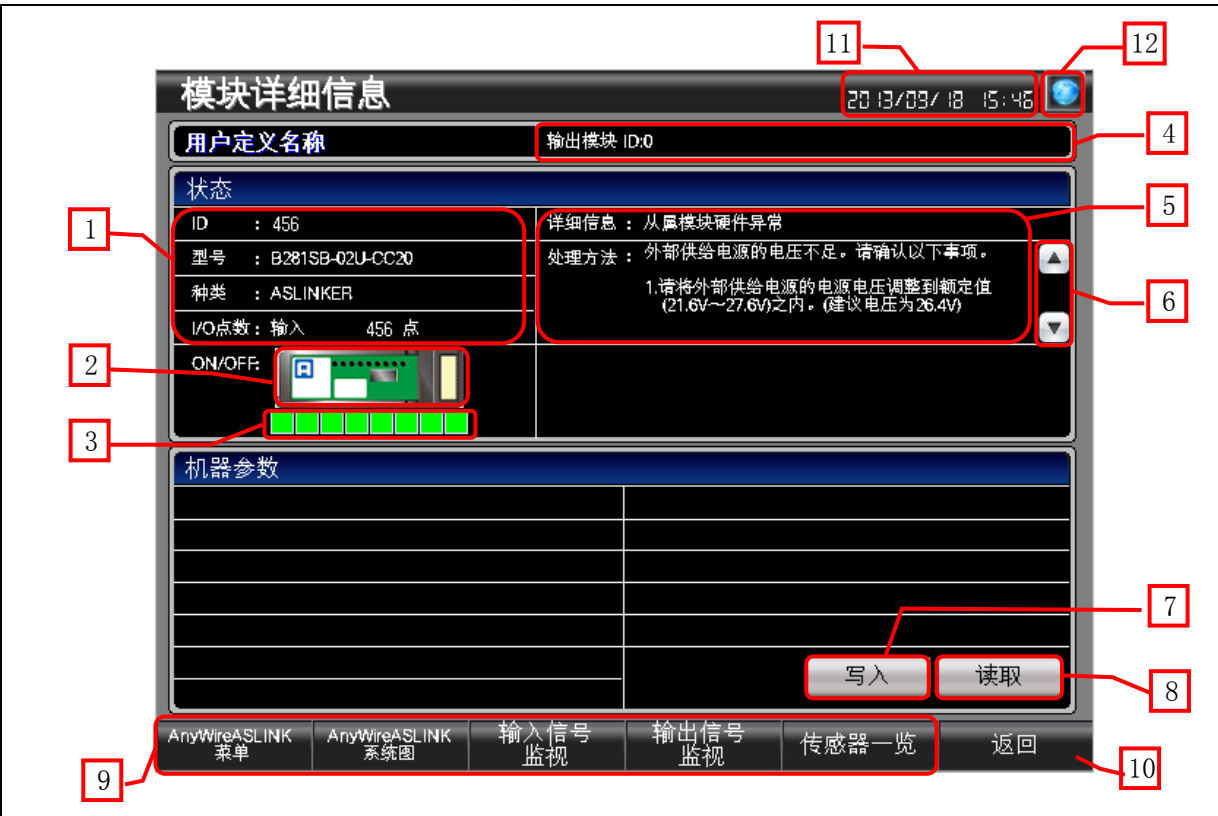 11
12
模块详细信息
2013/09/18 15:46
用户定义名称
输出模块 ID:0
4
状态
5
1
ID : 456
详细信息 : 从属模块硬件异常
型号 : B281SB-02U-CC20
处理方法 : 外部供给电源的电压不足。请确认以下事项。
种类 : ASLINKER
1.请将外部供给电源的电源电压调整到额定值
(21.6V～27.6V)之内。(建议电压为26.4V)
6
I/O点数 : 输入 456 点
▲
▼
2
ON/OFF:
A
3
机器参数
7
写入
读取
8
AnyWireASLINK
菜单
AnyWireASLINK
系统图
输入信号
监视
输出信号
监视
传感器一览
返回
9
10